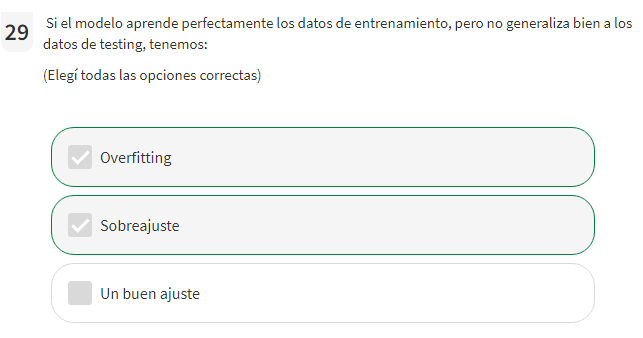 29
Si el modelo aprende perfectamente los datos de entrenamiento, pero no generaliza bien a los
datos de testing, tenemos:
(Elegí todas las opciones correctas)
Overfitting
Sobreajuste
Un buen ajuste